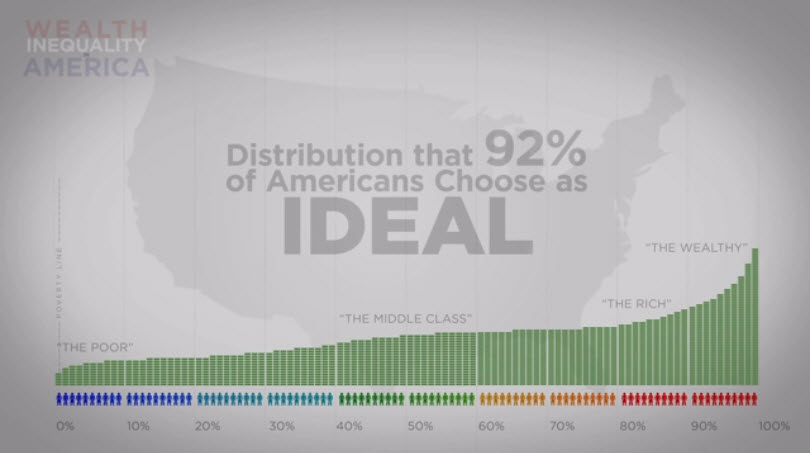 WEALTH
INEQUALITY
AMERICA
Distribution that 92%
of Americans Choose as
IDEAL
"THE WEALTHY"
"THE RICH"
"THE MIDDLE CLASS"
"THE POOR"
POVERTY LINE
0% 10% 20% 30% 40% 50% 60% 70% 80% 90% 100%